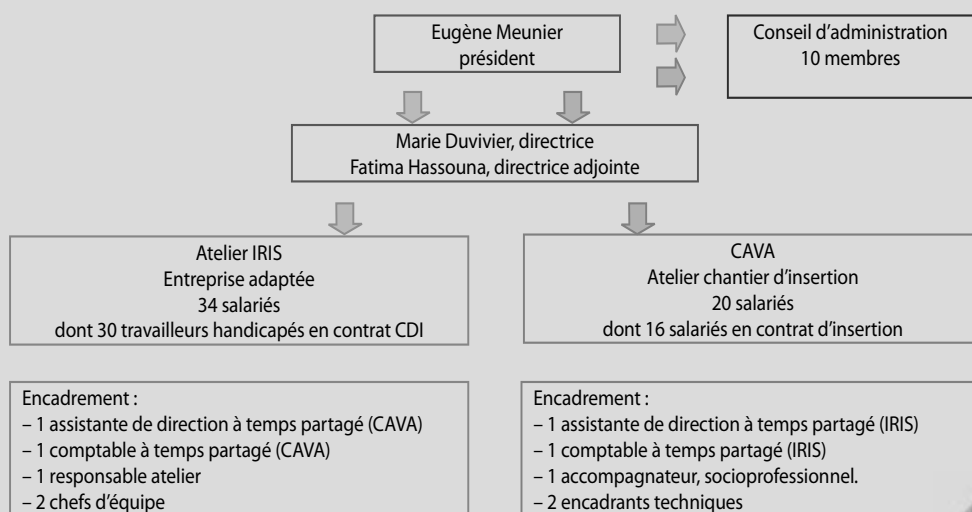 Eugène Meunier
président
Conseil d’administration
10 membres
Marie Duvivier, directrice
Fatima Hassouna, directrice adjointe
Atelier IRIS
Entreprise adaptée
34 salariés
dont 30 travailleurs handicapés en contrat CDI
CAVA
Atelier chantier d’insertion
20 salariés
dont 16 salariés en contrat d’insertion
Encadrement :
– 1 assistante de direction à temps partagé (CAVA)
– 1 comptable à temps partagé (CAVA)
– 1 responsable atelier
– 2 chefs d’équipe
Encadrement :
– 1 assistante de direction à temps partagé (IRIS)
– 1 comptable à temps partagé (IRIS)
– 1 accompagnateur, socioprofessionnel.
– 2 encadrants techniques